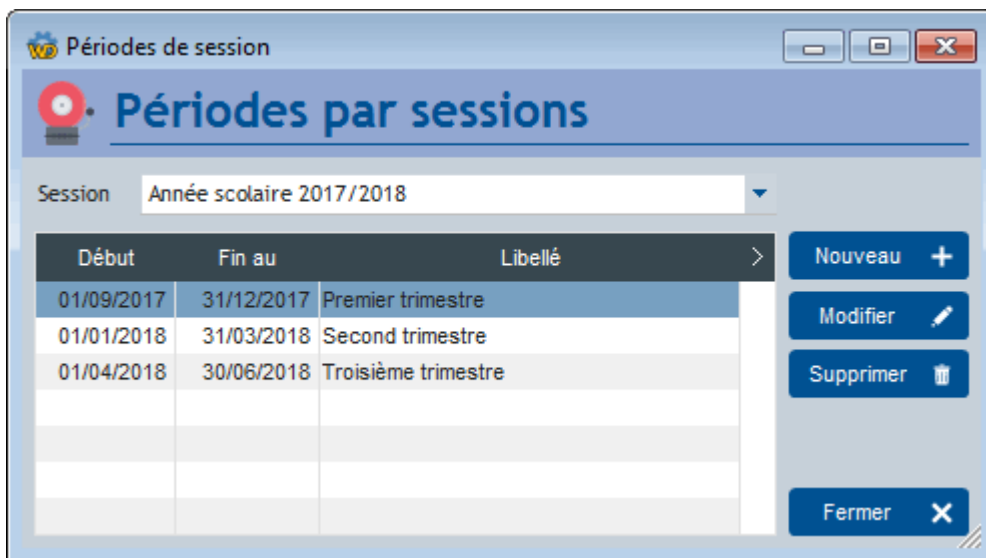 Périodes de session
Périodes par sessions
Session Année scolaire 2017/2018
Début Fin au Libellé
01/09/2017 31/12/2017 Premier trimestre
01/01/2018 31/03/2018 Second trimestre
01/04/2018 30/06/2018 Troisième trimestre
Nouveau
Modifier
Supprimer
Fermer